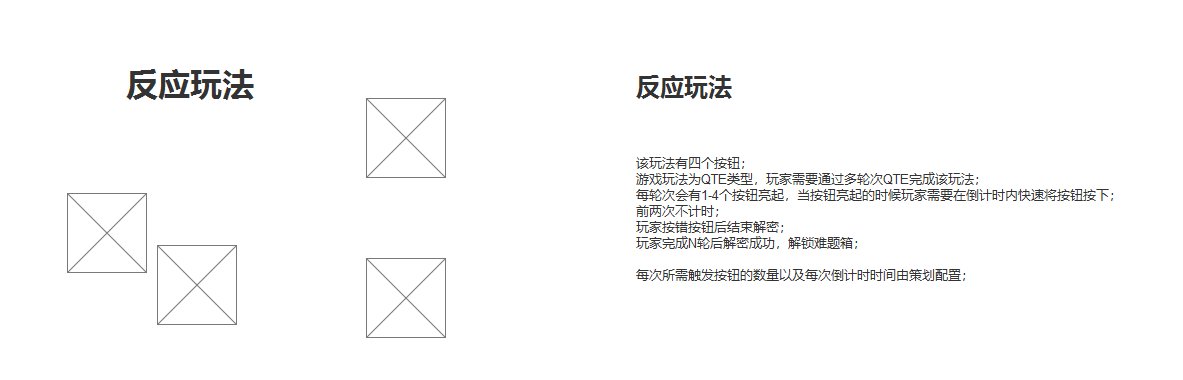 反应玩法
反应玩法
该玩法有四个按钮；
游戏玩法为QTE类型，玩家需要通过多轮次QTE完成该玩法；
每轮次会有1-4个按钮亮起，当按钮亮起的时候玩家需要在倒计时内快速将按钮按下；
前两次不计时；
玩家按错按钮后结束解密；
玩家完成N轮后解密成功，解锁难题箱；
每次所需触发按钮的数量以及每次倒计时时间由策划配置；